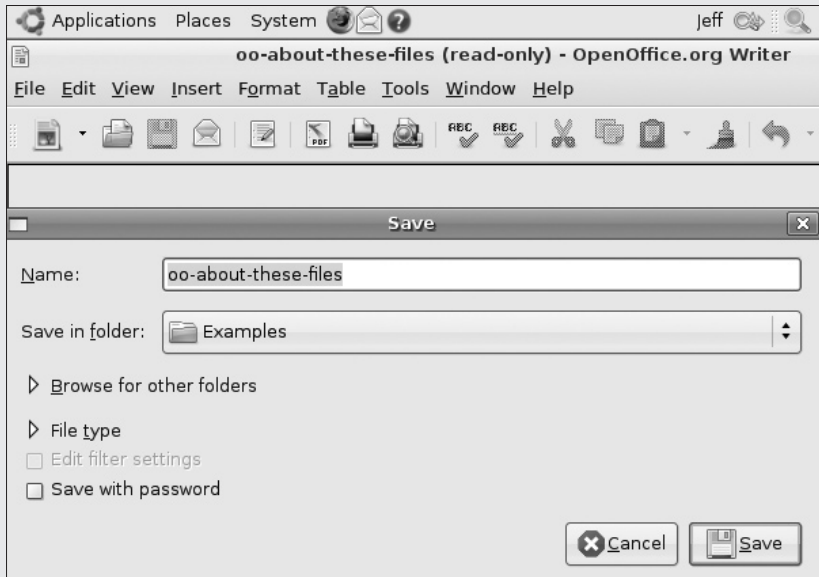 Applications Places System ? Jeff
oo-about-these-files (read-only) - OpenOffice.org Writer
File Edit View Insert Format Table Tools Window Help
PDF ABC ABC
Save
Name: oo-about-these-files
Save in folder: Examples
Browse for other folders
File type
Edit filter settings
Save with password
Cancel Save